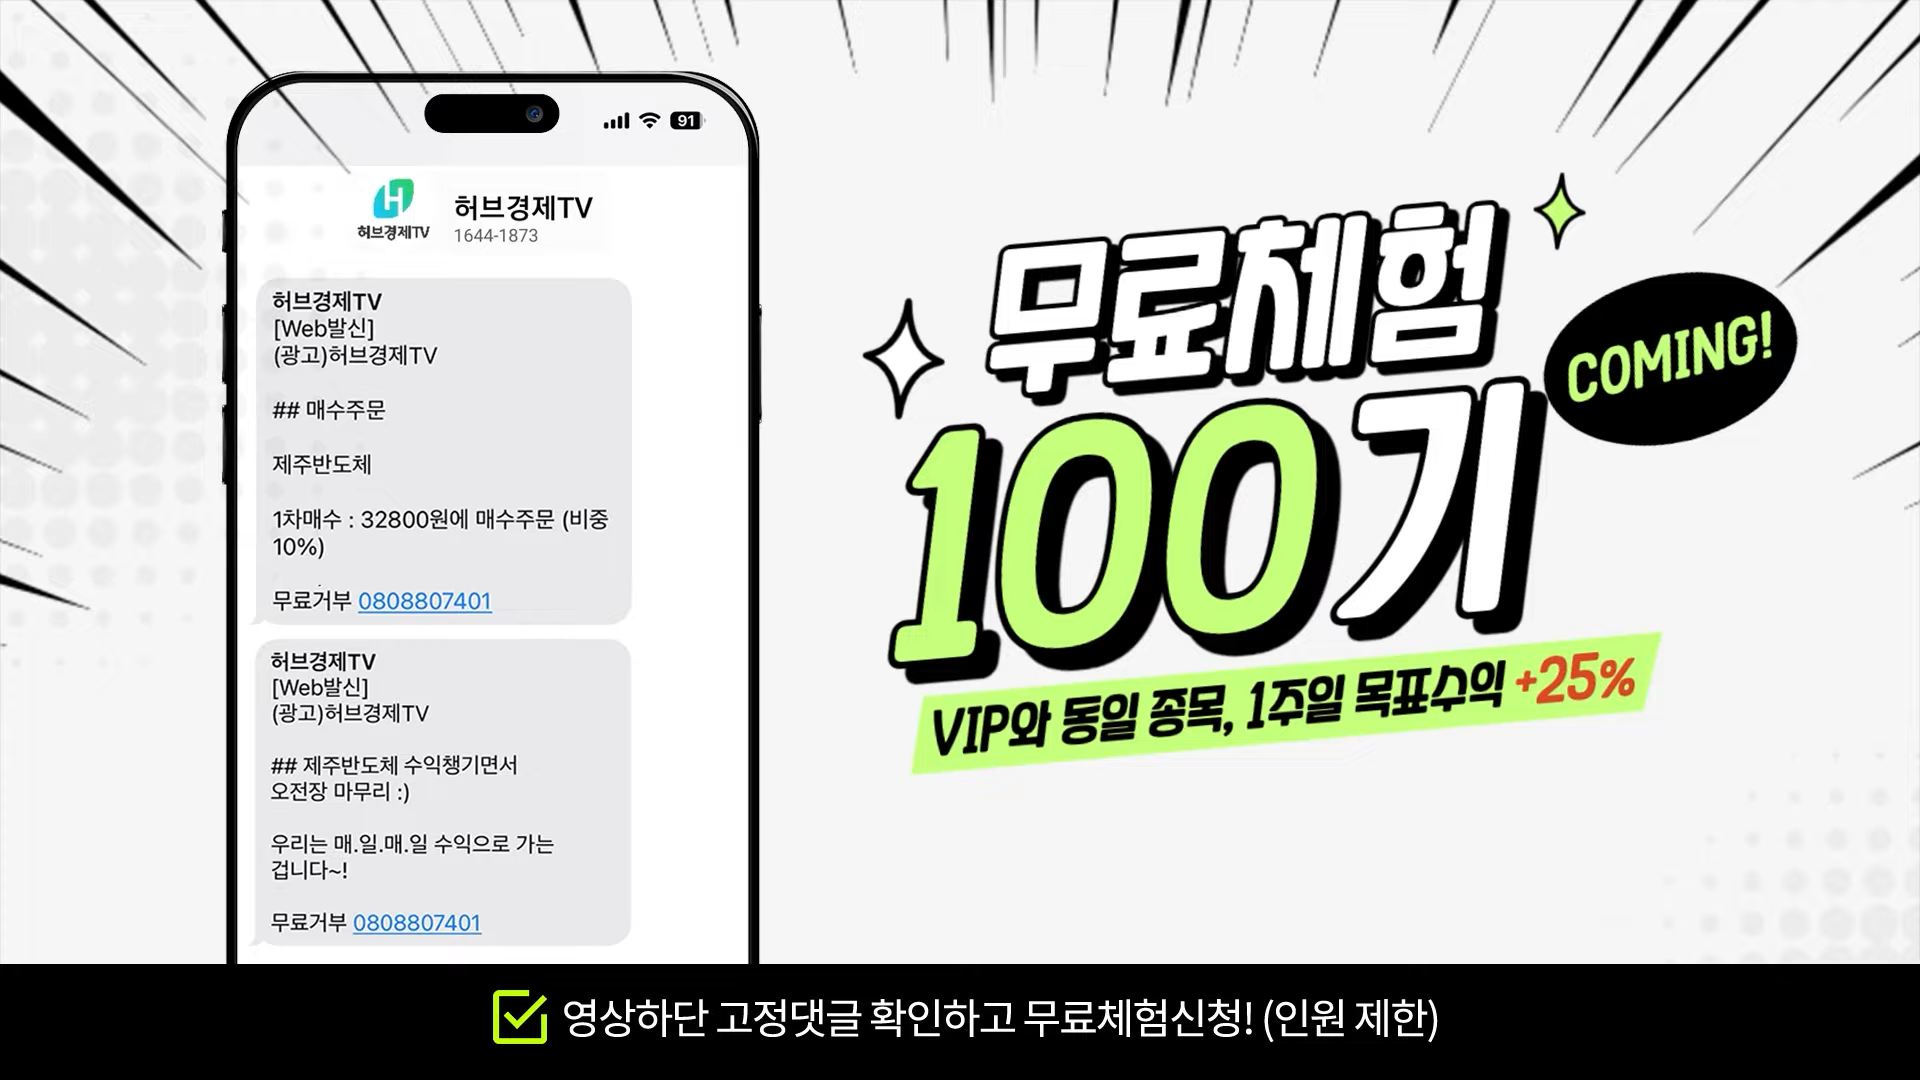 91
허브경제TV
허브경제TV
1644-1873
허브경제TV
[Web발신]
(광고)허브경제TV
## 매수주문
제주반도체
1차매수 : 32800원에 매수주문 (비중
10%)
무료거부 0808807401
허브경제TV
[Web발신]
(광고)허브경제TV
## 제주반도체 수익챙기면서
오전장 마무리 :)
우리는 매.일.매.일 수익으로 가는
겁니다~!
무료거부 0808807401
무료체험
100기
COMING!
VIP와 동일 종목, 1주일 목표수익 +25%
영상하단 고정댓글 확인하고 무료체험신청! (인원 제한)